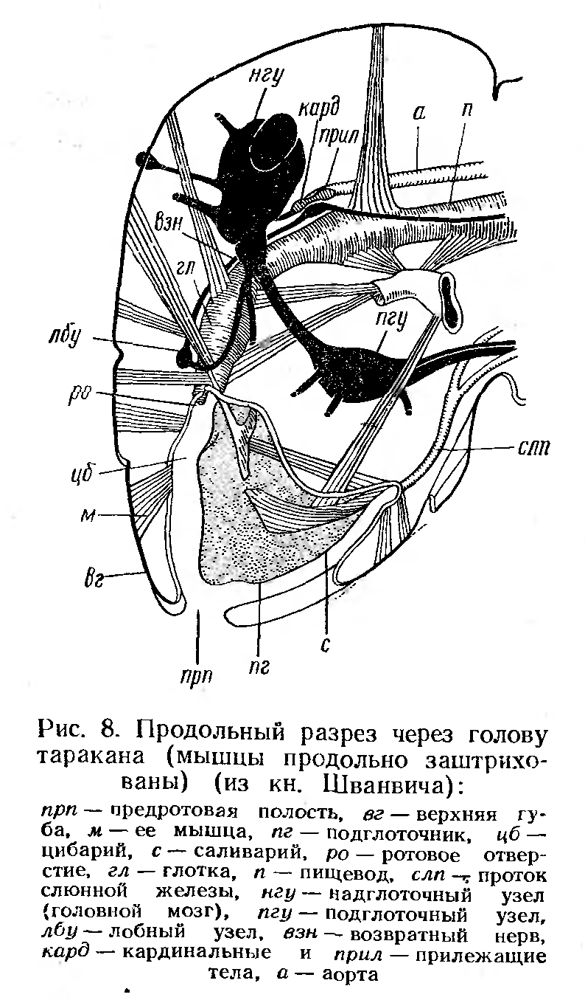 нгу
кард
прил
а
п
взн
гл
лбу
пгу
ро
слп
цб
м
вг
с
пг
прп
Рис. 8. Продольный разрез через голову
таракана (мышцы продольно заштрихо-
ваны) (из кн. Шванвича):
прп — предротовая полость, вг — верхняя гу-
ба, м — ее мышца, пг — подглоточник, цб —
цибарий, с — саливарий, ро — ротовое отвер-
стие, гл — глотка, п — пищевод, слп — проток
слюнной железы, нгу — надглоточный узел
(головной мозг), пгу — подглоточный узел,
лбу — лобный узел, взн — возвратный нерв,
кард — кардинальные и прил — прилежащие
тела, а — аорта